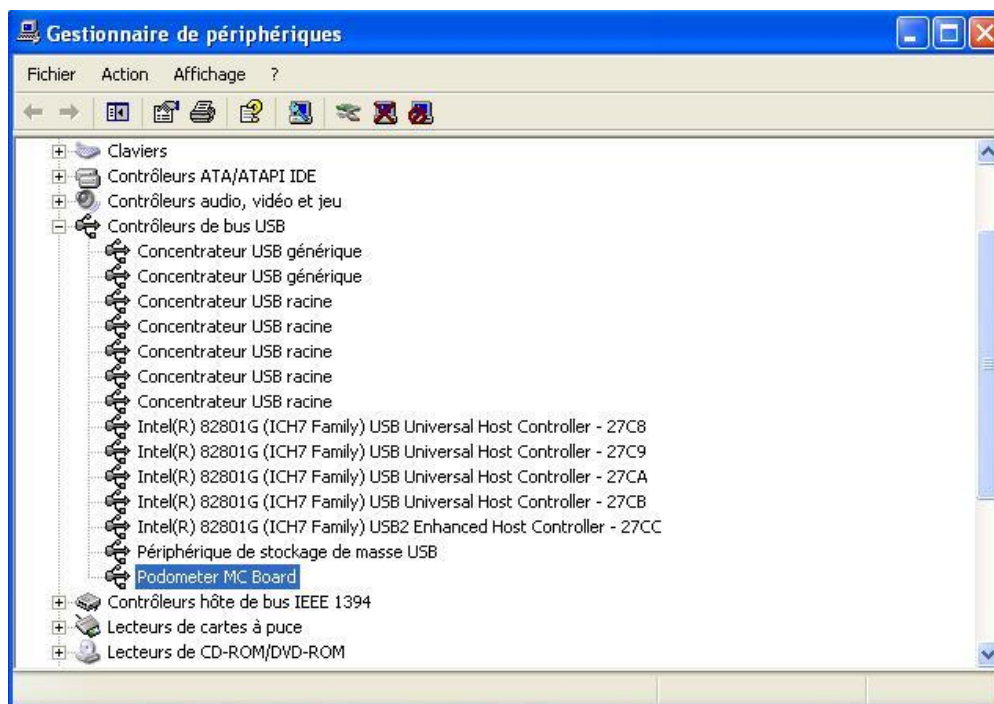 Gestionnaire de périphériques
Fichier Action Affichage ?
Claviers
Contrôleurs ATA/ATAPI IDE
Contrôleurs audio, vidéo et jeu
Contrôleurs de bus USB
Concentrateur USB générique
Concentrateur USB générique
Concentrateur USB racine
Concentrateur USB racine
Concentrateur USB racine
Concentrateur USB racine
Concentrateur USB racine
Intel(R) 82801G (ICH7 Family) USB Universal Host Controller - 27C8
Intel(R) 82801G (ICH7 Family) USB Universal Host Controller - 27C9
Intel(R) 82801G (ICH7 Family) USB Universal Host Controller - 27CA
Intel(R) 82801G (ICH7 Family) USB Universal Host Controller - 27CB
Intel(R) 82801G (ICH7 Family) USB2 Enhanced Host Controller - 27CC
Périphérique de stockage de masse USB
Podometer MC Board
Contrôleurs hôte de bus IEEE 1394
Lecteurs de cartes à puce
Lecteurs de CD-ROM/DVD-ROM